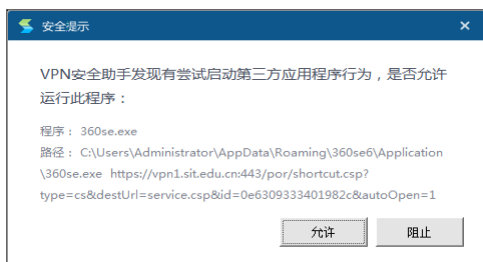 安全提示
VPN安全助手发现有尝试启动第三方应用程序行为，是否允许
运行此程序：
程序： 360se.exe
路径： C:\Users\Administrator\AppData\Roaming\360se6\Application
\360se.exe https://vpn1.sit.edu.cn:443/por/shortcut.csp?
type=cs&destUrl=service.csp&id=0e6309333401982c&autoOpen=1
允许 阻止